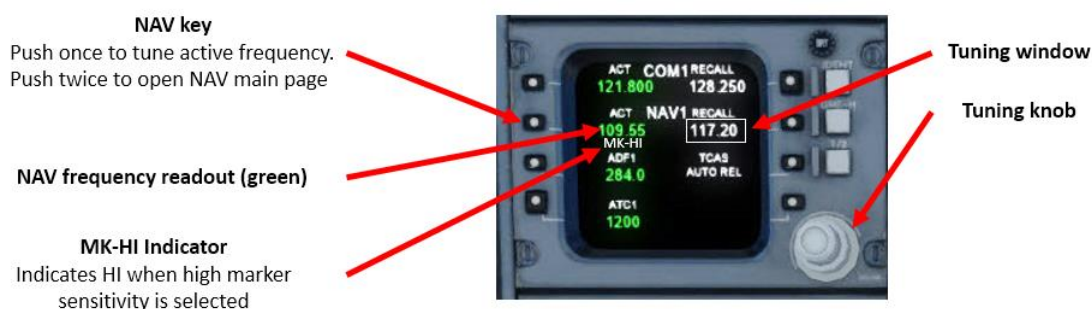 NAV key
Push once to tune active frequency.
Push twice to open NAV main page
NAV frequency readout (green)
MK-HI Indicator
Indicates HI when high marker
sensitivity is selected
ACT COM1 RECALL
121.800 128.250
ACT NAV1 RECALL
109.55 117.20
MK-HI
ADF1 TCAS
284.0 AUTO REL
ATC1
1200
IDENT
1/2
Tuning window
Tuning knob